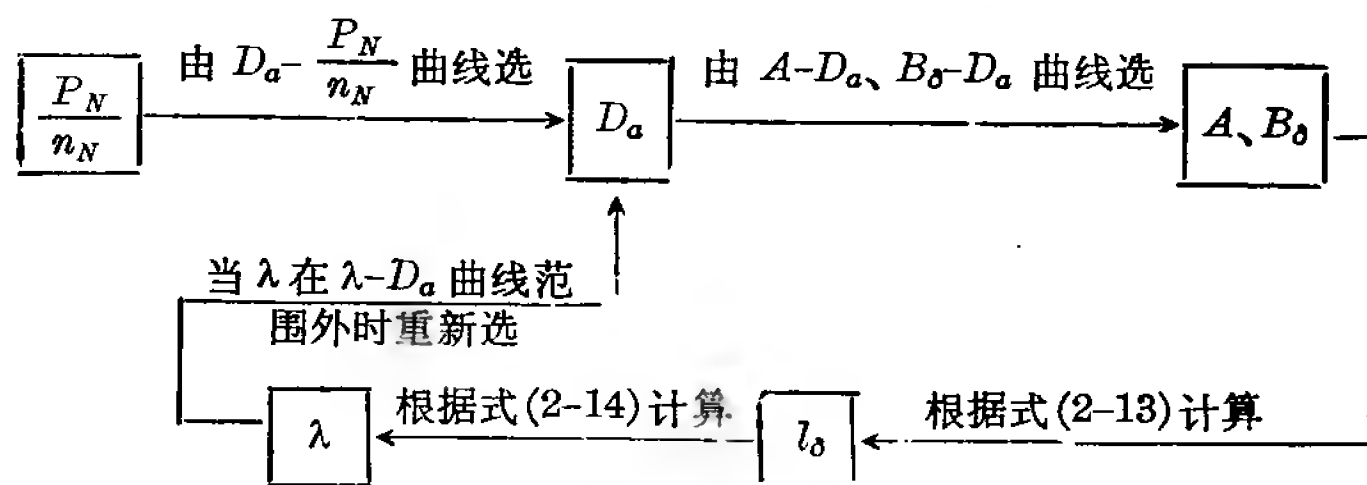 P_N/n_N
由 D_a-P_N/n_N 曲线选
D_a
由 A-D_a、B_δ-D_a 曲线选
A、B_δ
当 λ 在 λ-D_a 曲线范
围外时重新选
λ
根据式(2-14)计算
l_δ
根据式(2-13)计算